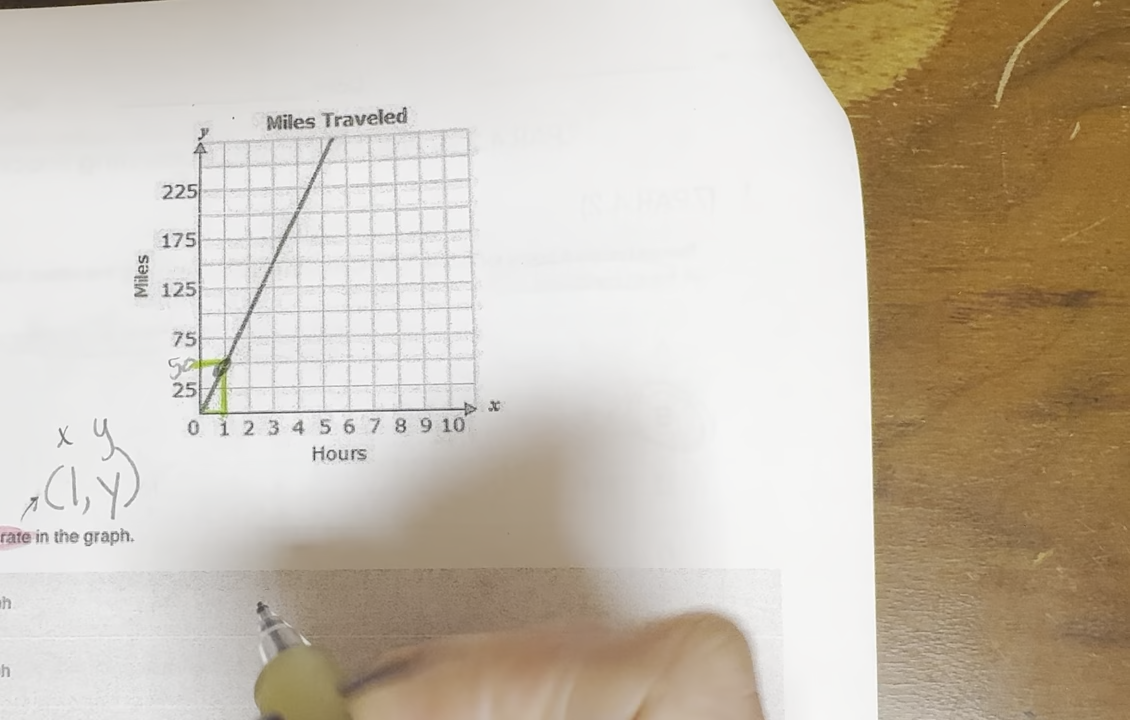 Miles Traveled
y
225
175
Miles
125
75
50
25
0 1 2 3 4 5 6 7 8 9 10 x
Hours
x y
(1, y)
rate in the graph.
h
h